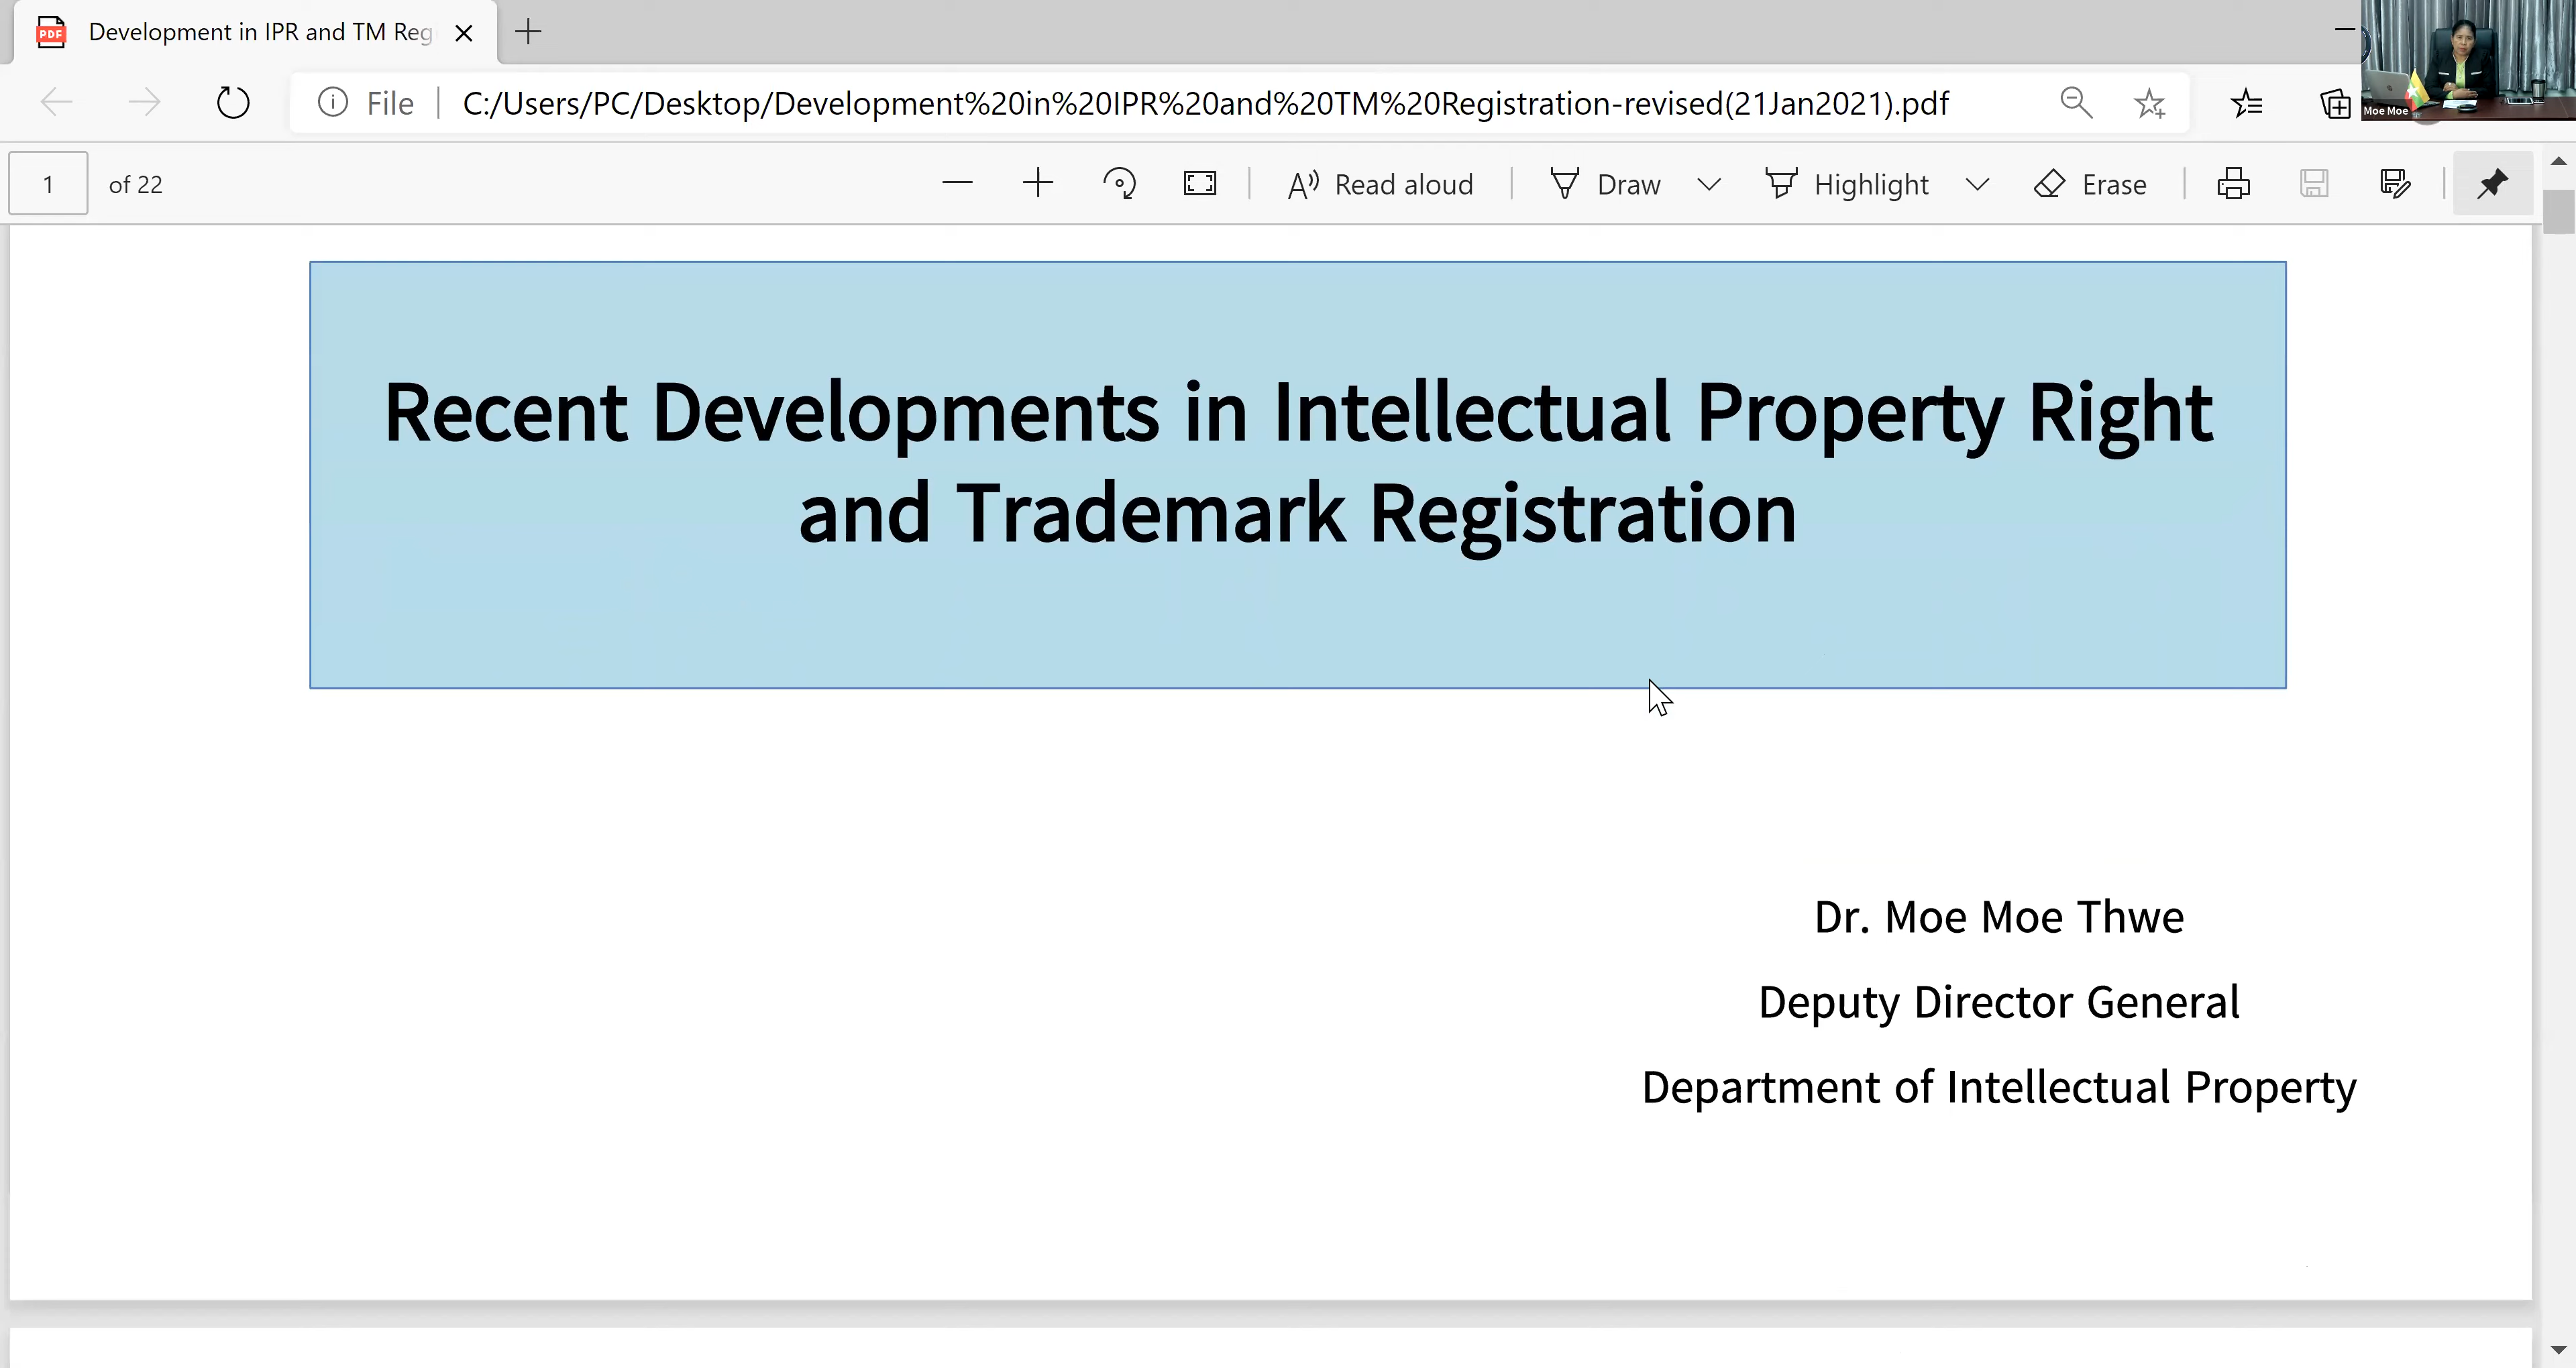 Development in IPR and TM Reg
Moe Moe
File
C:/Users/PC/Desktop/Development%20in%20IPR%20and%20TM%20Registration-revised(21Jan2021).pdf
1 of 22
Read aloud
Draw
Highlight
Erase
Recent Developments in Intellectual Property Right
and Trademark Registration
Dr. Moe Moe Thwe
Deputy Director General
Department of Intellectual Property